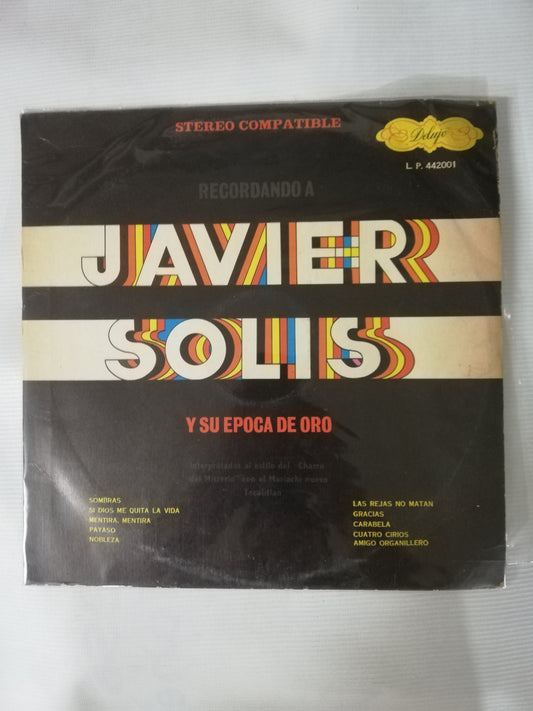 STEREO COMPATIBLE
Delujo
L. P. 442001
RECORDANDO A
JAVIER
SOLIS
Y SU EPOCA DE ORO
Interpretadas al estilo del "Charro
del Misterio" con el Mariachi nuevo
Tecalitlan
SOMBRAS
SI DIOS ME QUITA LA VIDA
MENTIRA, MENTIRA
PAYASO
NOBLEZA
LAS REJAS NO MATAN
GRACIAS
CARABELA
CUATRO CIRIOS
AMIGO ORGANILLERO